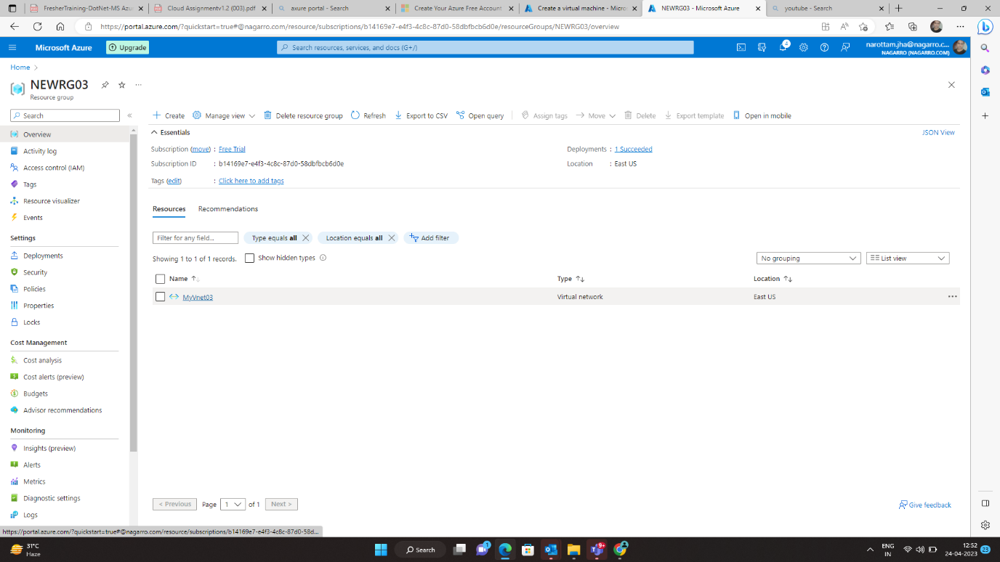 FresherTraining-DotNet-MS Azu
Cloud Assignmentv1.2 (003).pdf
axure portal - Search
Create Your Azure Free Account
Create a virtual machine - Micros
NEWRG03 - Microsoft Azure
youtube - Search
https://portal.azure.com/?quickstart=true#@nagarro.com/resource/subscriptions/b14169e7-e4f3-4c8c-87d0-58dbfbcb6d0e/resourceGroups/NEWRG03/overview
Microsoft Azure
Upgrade
Search resources, services, and docs (G+/)
4
narottam.jha@nagarro.c...
NAGARRO (NAGARRO.COM)
Home >
NEWRG03
Resource group
Search
Create
Manage view
Delete resource group
Refresh
Export to CSV
Open query
Assign tags
Move
Delete
Export template
Open in mobile
Overview
Activity log
Access control (IAM)
Tags
Resource visualizer
Events
Settings
Deployments
Security
Policies
Properties
Locks
Cost Management
Cost analysis
Cost alerts (preview)
Budgets
Advisor recommendations
Monitoring
Insights (preview)
Alerts
Metrics
Diagnostic settings
Logs
Essentials
JSON View
Subscription (move) : Free Trial
Deployments : 1 Succeeded
Subscription ID : b14169e7-e4f3-4c8c-87d0-58dbfbcb6d0e
Location : East US
Tags (edit) : Click here to add tags
Resources
Recommendations
Filter for any field...
Type equals all
Location equals all
Add filter
Showing 1 to 1 of 1 records.
Show hidden types
No grouping
List view
Name
Type
Location
MyVnet03
Virtual network
East US
< Previous
Page 1 of 1
Next >
Give feedback
https://portal.azure.com/?quickstart=true#@nagarro.com/resource/subscriptions/b14169e7-e4f3-4c8c-87d0-58d...
31°C
Haze
Search
1
9+
ENG
IN
12:52
24-04-2023
23